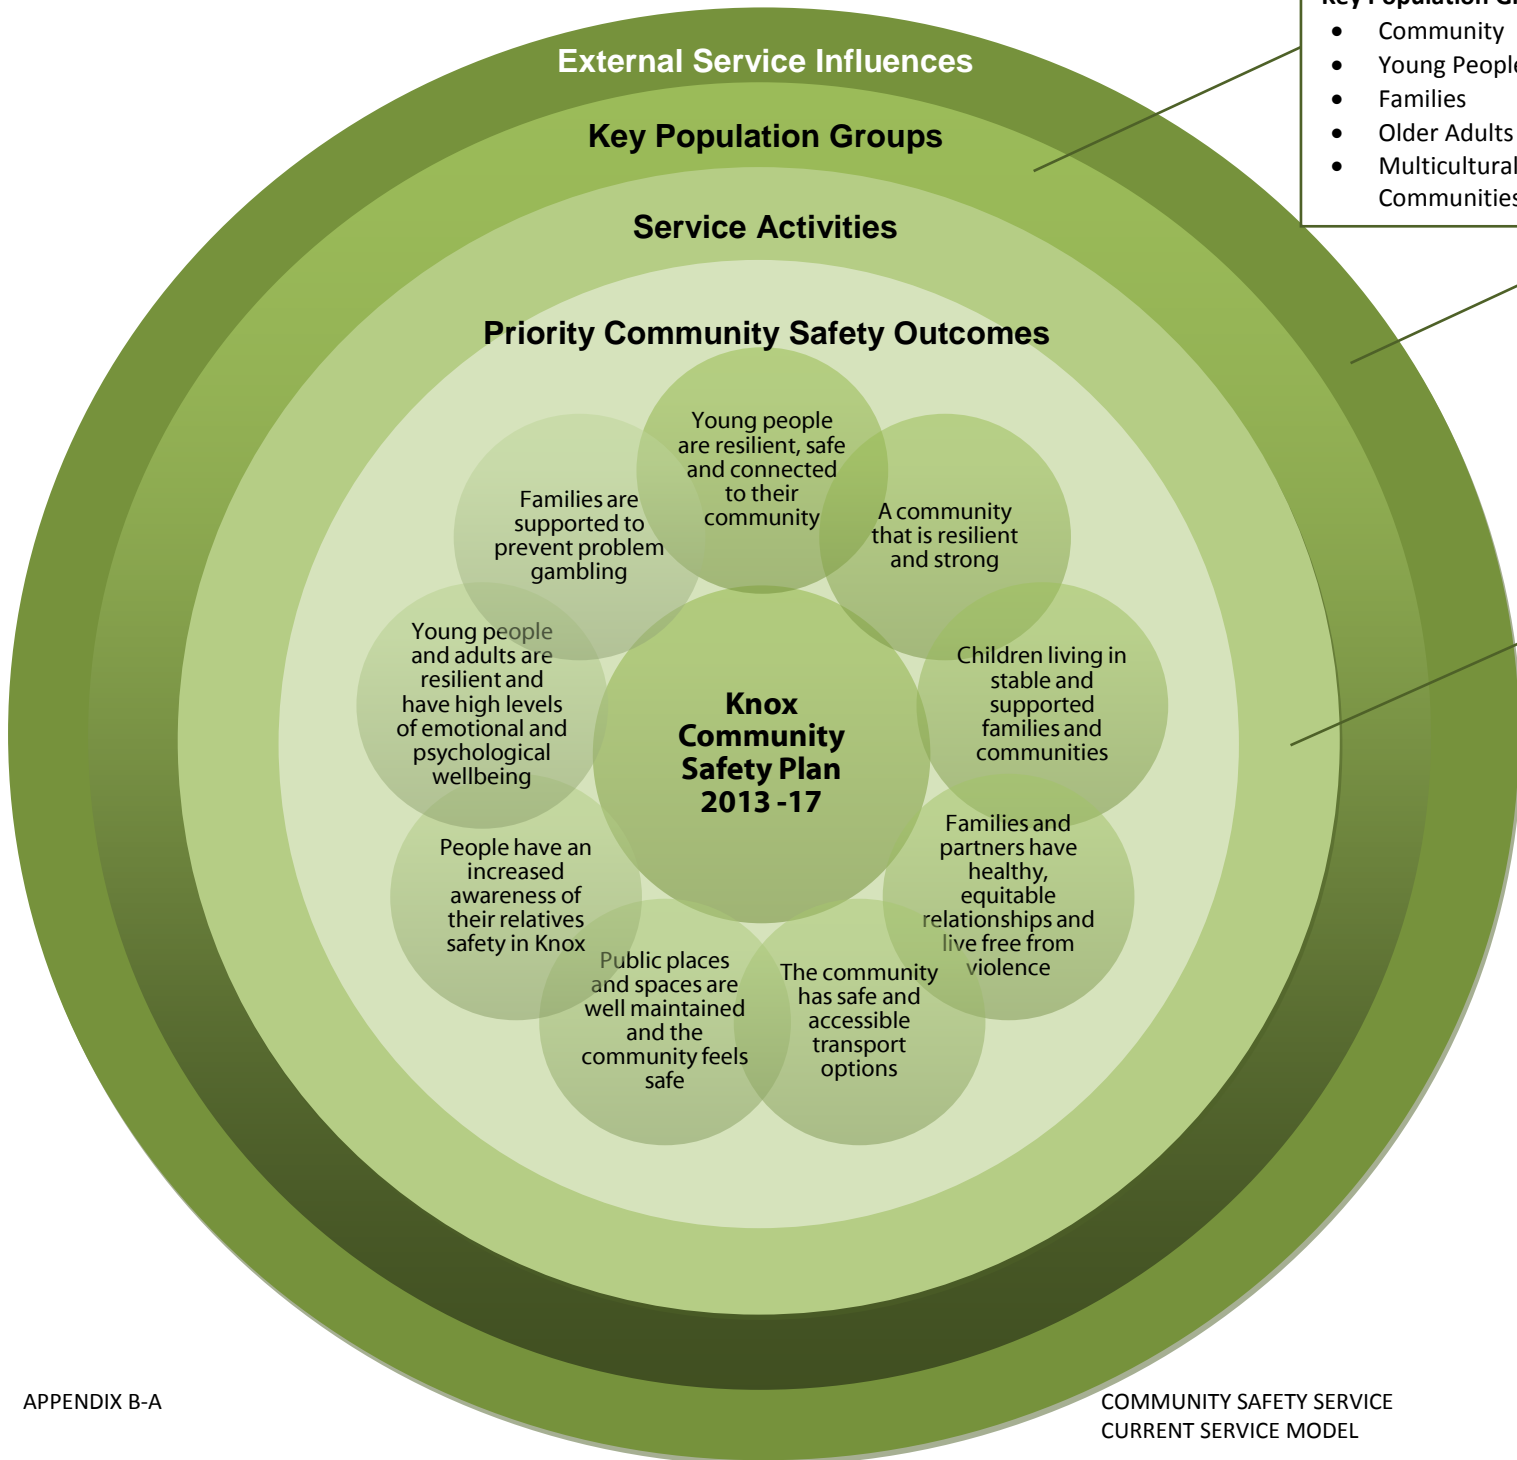 Key Population
Community
Young People
Families
Older Adults
Multicultural
Communities
External Service Influences
Key Population Groups
Service Activities
Priority Community Safety Outcomes
Young people
are resilient, safe
and connected
to their
community
A community
that is resilient
and strong
Children living in
stable and
supported
families and
communities
Families and
partners have
healthy,
equitable
relationships and
live free from
violence
The community
has safe and
accessible
transport
options
Public places
and spaces are
well maintained
and the
community feels
safe
People have an
increased
awareness of
their relatives
safety in Knox
Young people
and adults are
resilient and
have high levels
of emotional and
psychological
wellbeing
Families are
supported to
prevent problem
gambling
Knox
Community
Safety Plan
2013 -17
APPENDIX B-A
COMMUNITY SAFETY SERVICE
CURRENT SERVICE MODEL